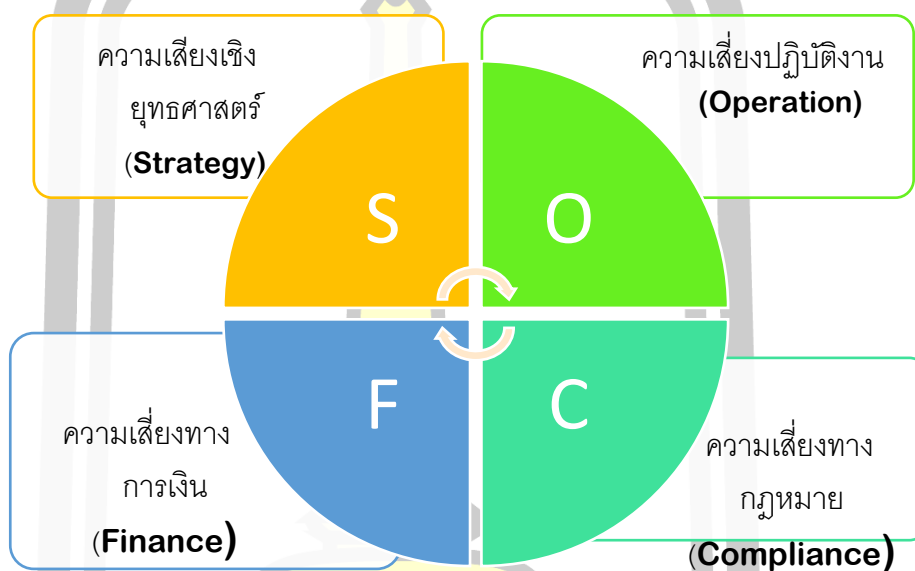 ความเสี่ยงเชิง
ยุทธศาสตร์
(Strategy)
ความเสี่ยงปฏิบัติงาน
(Operation)
S
O
F
C
ความเสี่ยงทาง
การเงิน
(Finance)
ความเสี่ยงทาง
กฎหมาย
(Compliance)